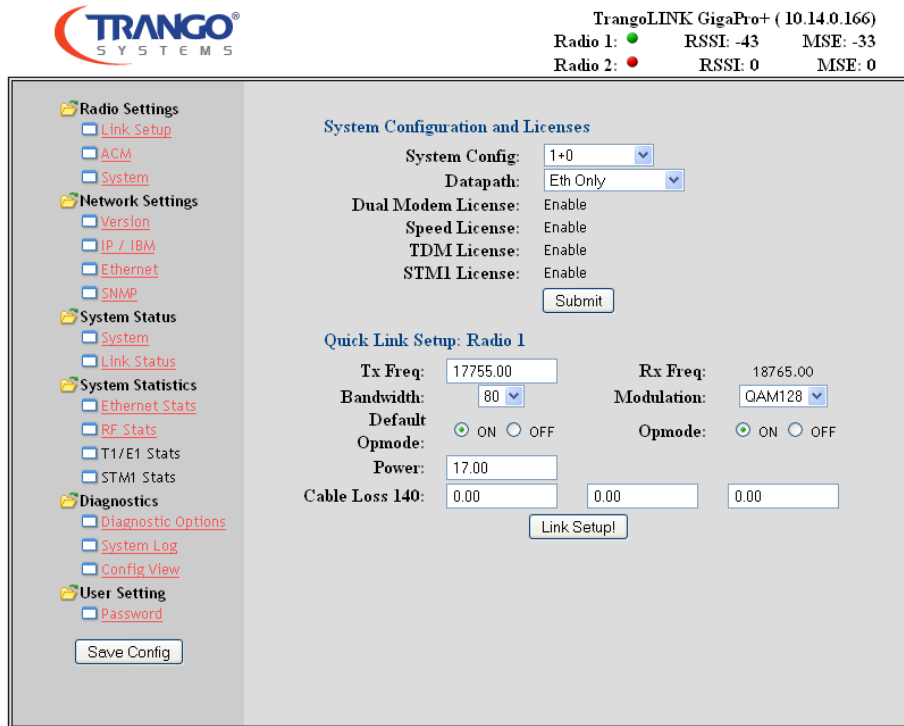 TRANGO®
SYSTEMS
TrangoLINK GigaPro+ ( 10.14.0.166)
Radio 1: RSSI: -43 MSE: -33
Radio 2: RSSI: 0 MSE: 0
Radio Settings
Link Setup
ACM
System
Network Settings
Version
IP / IBM
Ethernet
SNMP
System Status
System
Link Status
System Statistics
Ethernet Stats
RF Stats
T1/E1 Stats
STM1 Stats
Diagnostics
Diagnostic Options
System Log
Config View
User Setting
Password
Save Config
System Configuration and Licenses
System Config: 1+0
Datapath: Eth Only
Dual Modem License: Enable
Speed License: Enable
TDM License: Enable
STM1 License: Enable
Submit
Quick Link Setup: Radio 1
Tx Freq: 17755.00 Rx Freq: 18765.00
Bandwidth: 80 Modulation: QAM128
Default
Opmode: ON OFF Opmode: ON OFF
Power: 17.00
Cable Loss 140: 0.00 0.00 0.00
Link Setup!